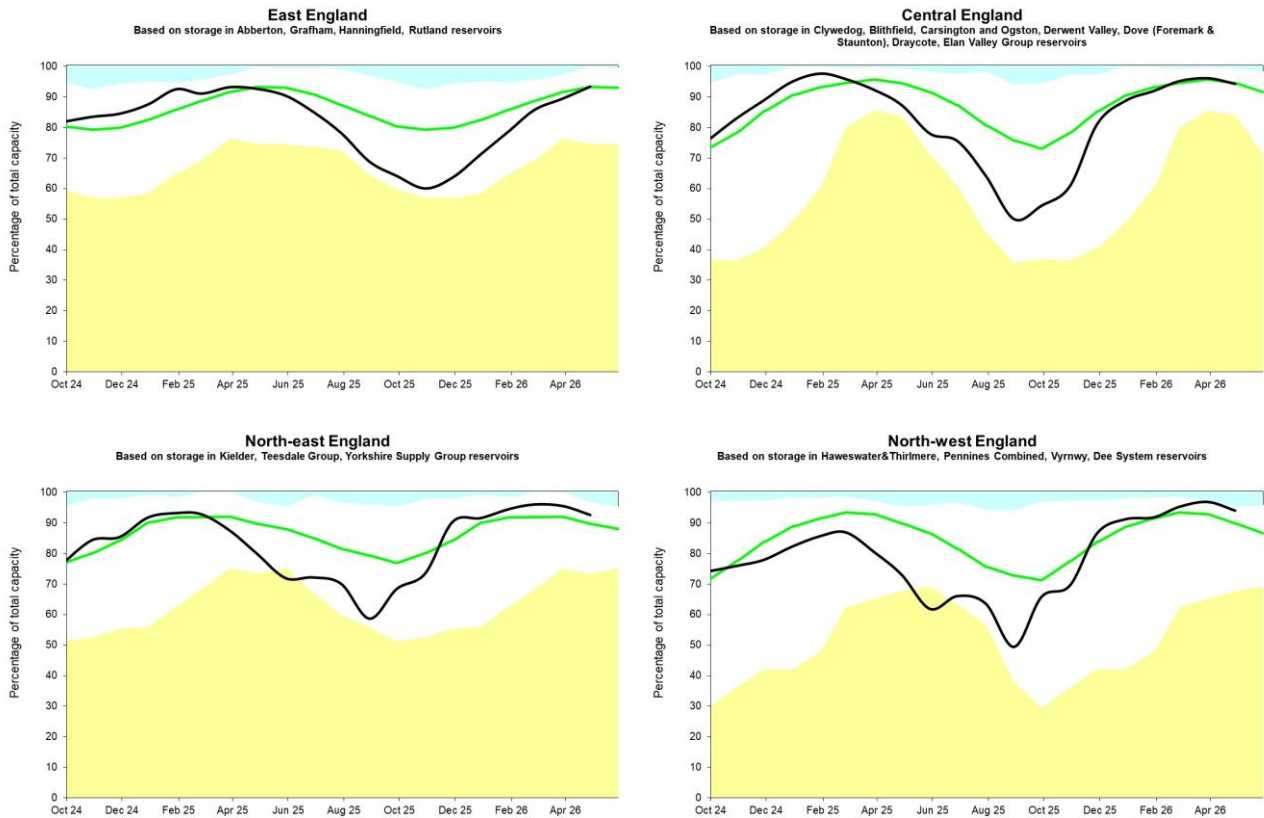 East England
Based on storage in Abberton, Grafham, Hanningfield, Rutland reservoirs
Percentage of total capacity
100
90
80
70
60
50
40
30
20
10
0
Oct 24 Dec 24 Feb 25 Apr 25 Jun 25 Aug 25 Oct 25 Dec 25 Feb 26 Apr 26
Central England
Based on storage in Clywedog, Blithfield, Carsington and Ogston, Derwent Valley, Dove (Foremark &
Staunton), Draycote, Elan Valley Group reservoirs
Percentage of total capacity
100
90
80
70
60
50
40
30
20
10
0
Oct 24 Dec 24 Feb 25 Apr 25 Jun 25 Aug 25 Oct 25 Dec 25 Feb 26 Apr 26
North-east England
Based on storage in Kielder, Teesdale Group, Yorkshire Supply Group reservoirs
Percentage of total capacity
100
90
80
70
60
50
40
30
20
10
0
Oct 24 Dec 24 Feb 25 Apr 25 Jun 25 Aug 25 Oct 25 Dec 25 Feb 26 Apr 26
North-west England
Based on storage in Haweswater&Thirlmere, Pennines Combined, Vyrnwy, Dee System reservoirs
Percentage of total capacity
100
90
80
70
60
50
40
30
20
10
0
Oct 24 Dec 24 Feb 25 Apr 25 Jun 25 Aug 25 Oct 25 Dec 25 Feb 26 Apr 26